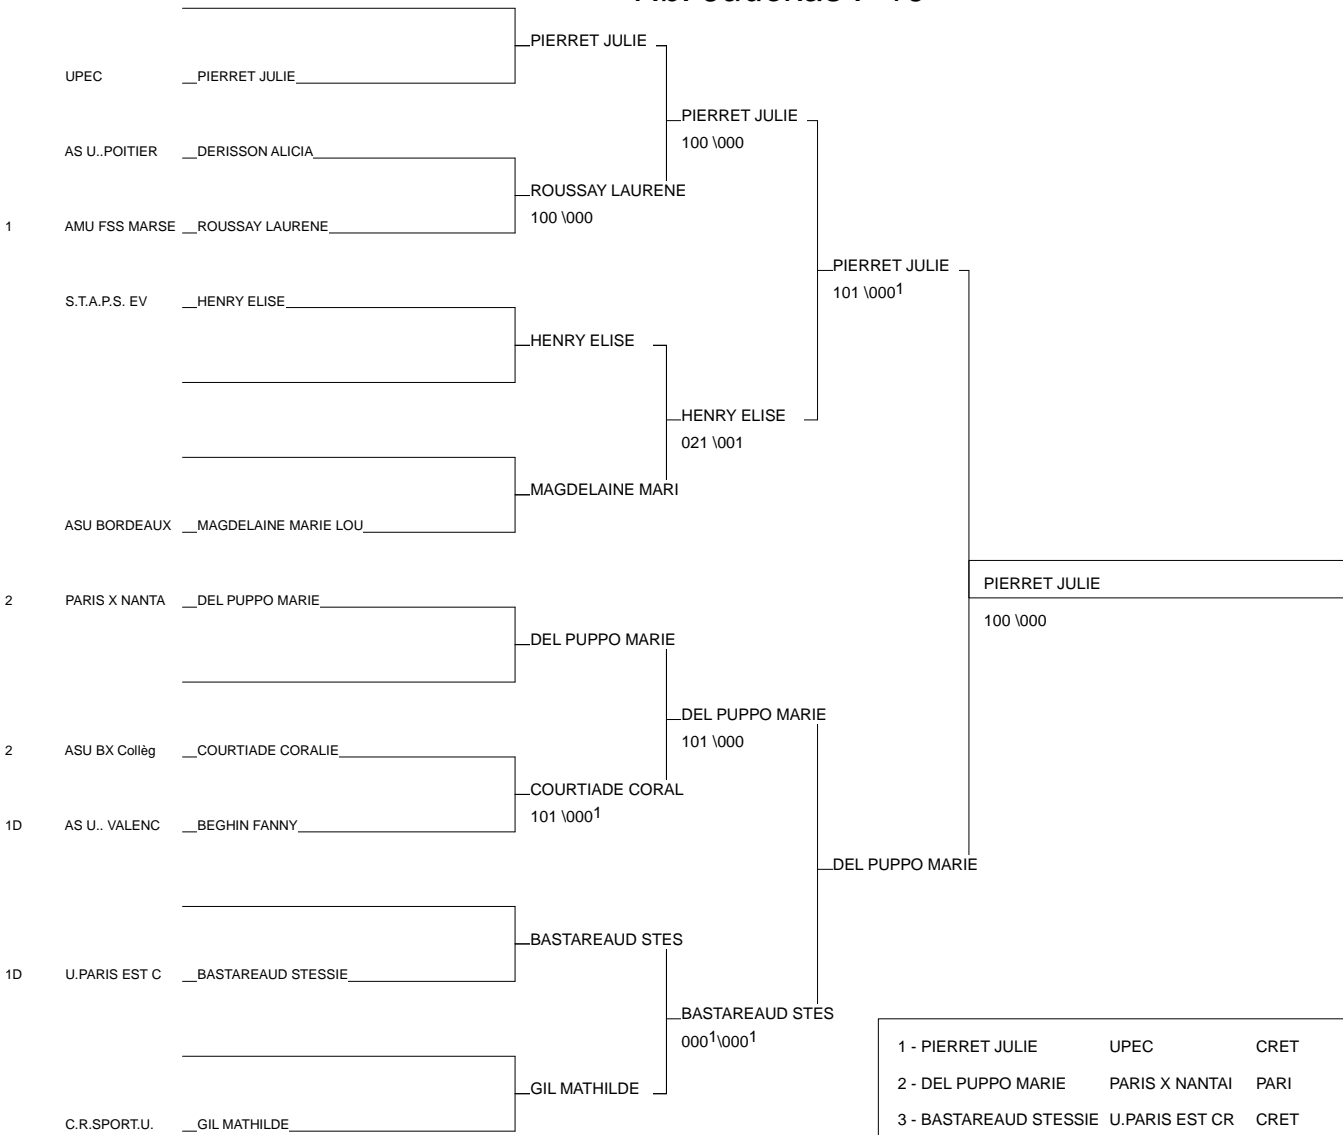 PIERRET JULIE
UPEC PIERRET JULIE
PIERRET JULIE
100 \000
AS U..POITIER DERISSON ALICIA
ROUSSAY LAURENE
100 \000
1 AMU FSS MARSE ROUSSAY LAURENE
PIERRET JULIE
101 \0001
S.T.A.P.S. EV HENRY ELISE
HENRY ELISE
HENRY ELISE
021 \001
MAGDELAINE MARI
ASU BORDEAUX MAGDELAINE MARIE LOU
PIERRET JULIE
100 \000
2 PARIS X NANTA DEL PUPPO MARIE
DEL PUPPO MARIE
DEL PUPPO MARIE
101 \000
2 ASU BX Collèg COURTIADE CORALIE
COURTIADE CORAL
101 \0001
1D AS U.. VALENC BEGHIN FANNY
DEL PUPPO MARIE
BASTAREAUD STES
1D U.PARIS EST C BASTAREAUD STESSIE
BASTAREAUD STES
0001\0001
GIL MATHILDE
C.R.SPORT.U. GIL MATHILDE
1 - PIERRET JULIE UPEC CRET
2 - DEL PUPPO MARIE PARIS X NANTAI PARI
3 - BASTAREAUD STESSIE U.PARIS EST CR CRET